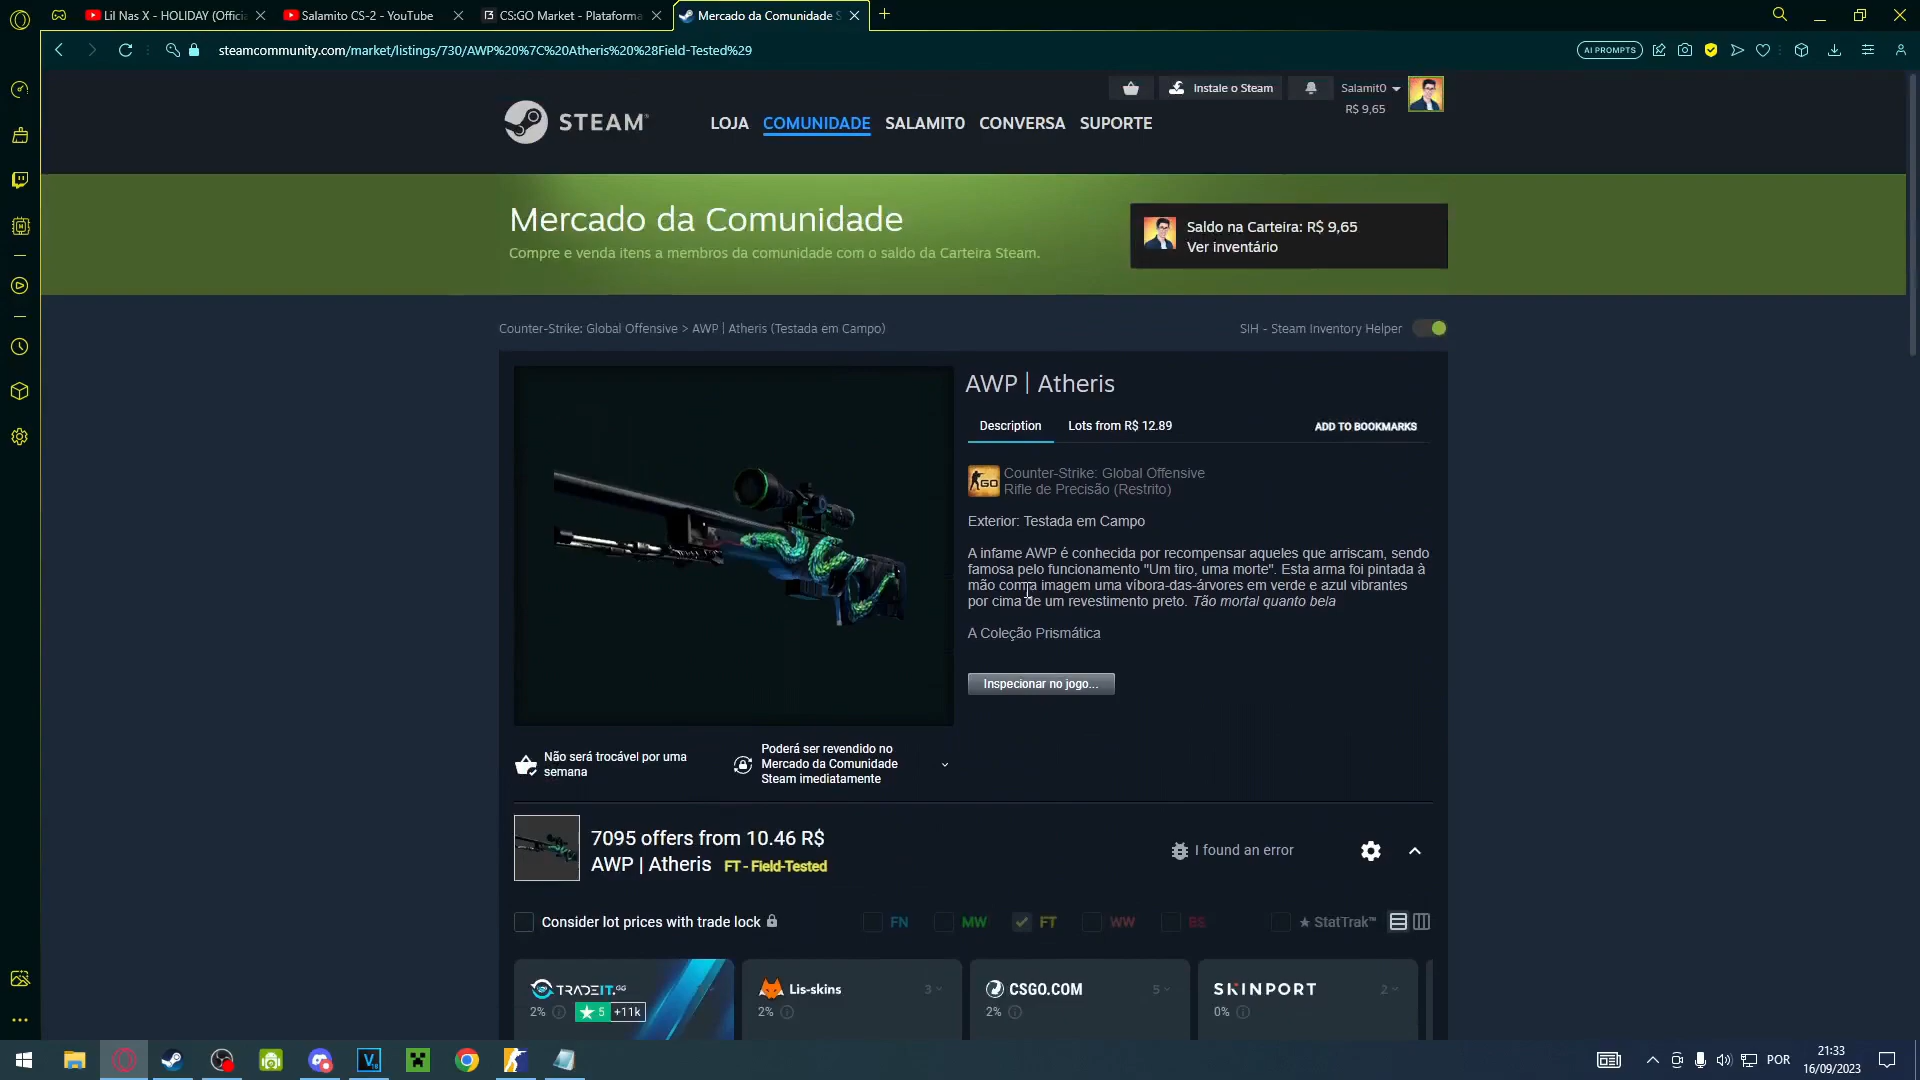 Lil Nas X - HOLIDAY (Officia
Salamito CS-2 - YouTube
CS:GO Market - Plataforma
Mercado da Comunidade S
steamcommunity.com/market/listings/730/AWP%20%7C%20Atheris%20%28Field-Tested%29
AI PROMPTS
Instale o Steam
Salamit0
R$ 9,65
STEAM
LOJA
COMUNIDADE
SALAMIT0
CONVERSA
SUPORTE
Mercado da Comunidade
Compre e venda itens a membros da comunidade com o saldo da Carteira Steam.
Saldo na Carteira: R$ 9,65
Ver inventário
Counter-Strike: Global Offensive > AWP | Atheris (Testada em Campo)
SIH - Steam Inventory Helper
AWP | Atheris
Description
Lots from R$ 12.89
ADD TO BOOKMARKS
GO
Counter-Strike: Global Offensive
Rifle de Precisão (Restrito)
Exterior: Testada em Campo
A infame AWP é conhecida por recompensar aqueles que arriscam, sendo
famosa pelo funcionamento "Um tiro, uma morte". Esta arma foi pintada à
mão com a imagem uma víbora-das-árvores em verde e azul vibrantes
por cima de um revestimento preto. Tão mortal quanto bela
A Coleção Prismática
Inspecionar no jogo...
Não será trocável por uma
semana
Poderá ser revendido no
Mercado da Comunidade
Steam imediatamente
7095 offers from 10.46 R$
AWP | Atheris FT - Field-Tested
I found an error
Consider lot prices with trade lock
FN
MW
FT
WW
BS
★ StatTrak™
TRADEIT.GG
2%
★ 5 +11k
Lis-skins
3
2%
CSGO.COM
5
2%
SKINPORT
2
0%
POR
21:33
16/09/2023